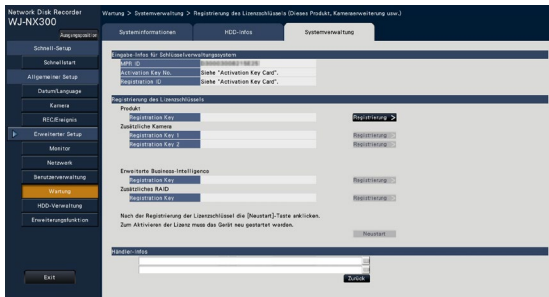 Network Disk Recorder
WJ-NX300
Ausgangsposition
Schnell-Setup
Schnellstart
Allgemeiner Setup
Datum/Language
Kamera
REC/Ereignis
Erweiterter Setup
Monitor
Netzwerk
Benutzerverwaltung
Wartung
HDD-Verwaltung
Erweiterungsfunktion
Exit
Wartung > Systemverwaltung > Registrierung des Lizenzschlüssels (Dieses Produkt, Kameraerweiterung usw.)
Systeminformationen HDD-Infos Systemverwaltung
Eingabe-Infos für Schlüsselverwaltungssystem
MPR ID
Activation Key No. Siehe "Activation Key Card".
Registration ID Siehe "Activation Key Card".
Registrierung des Lizenzschlüssels
Produkt
Registration Key Registrierung >
Zusätzliche Kamera
Registration Key 1 Registrierung
Registration Key 2 Registrierung
Erweiterte Business-Intelligence
Registration Key Registrierung
Zusätzliches RAID
Registration Key Registrierung
Nach der Registrierung der Lizenzschlüssel die [Neustart]-Taste anklicken.
Zum Aktivieren der Lizenz muss das Gerät neu gestartet warden.
Neustart
Händler-Infos
Zurück